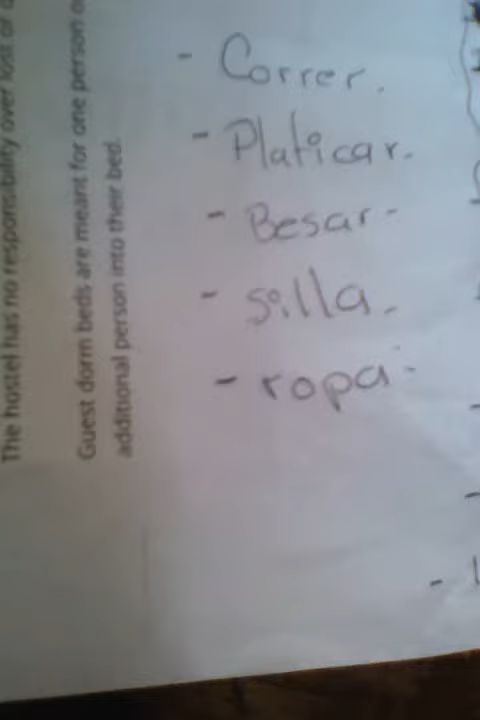 - Correr.
- Platicar.
- Besar-
- silla.
- ropa-
The hostel has no responsibility over lost or
Guest dorm beds are meant for one person
additional person into their bed.